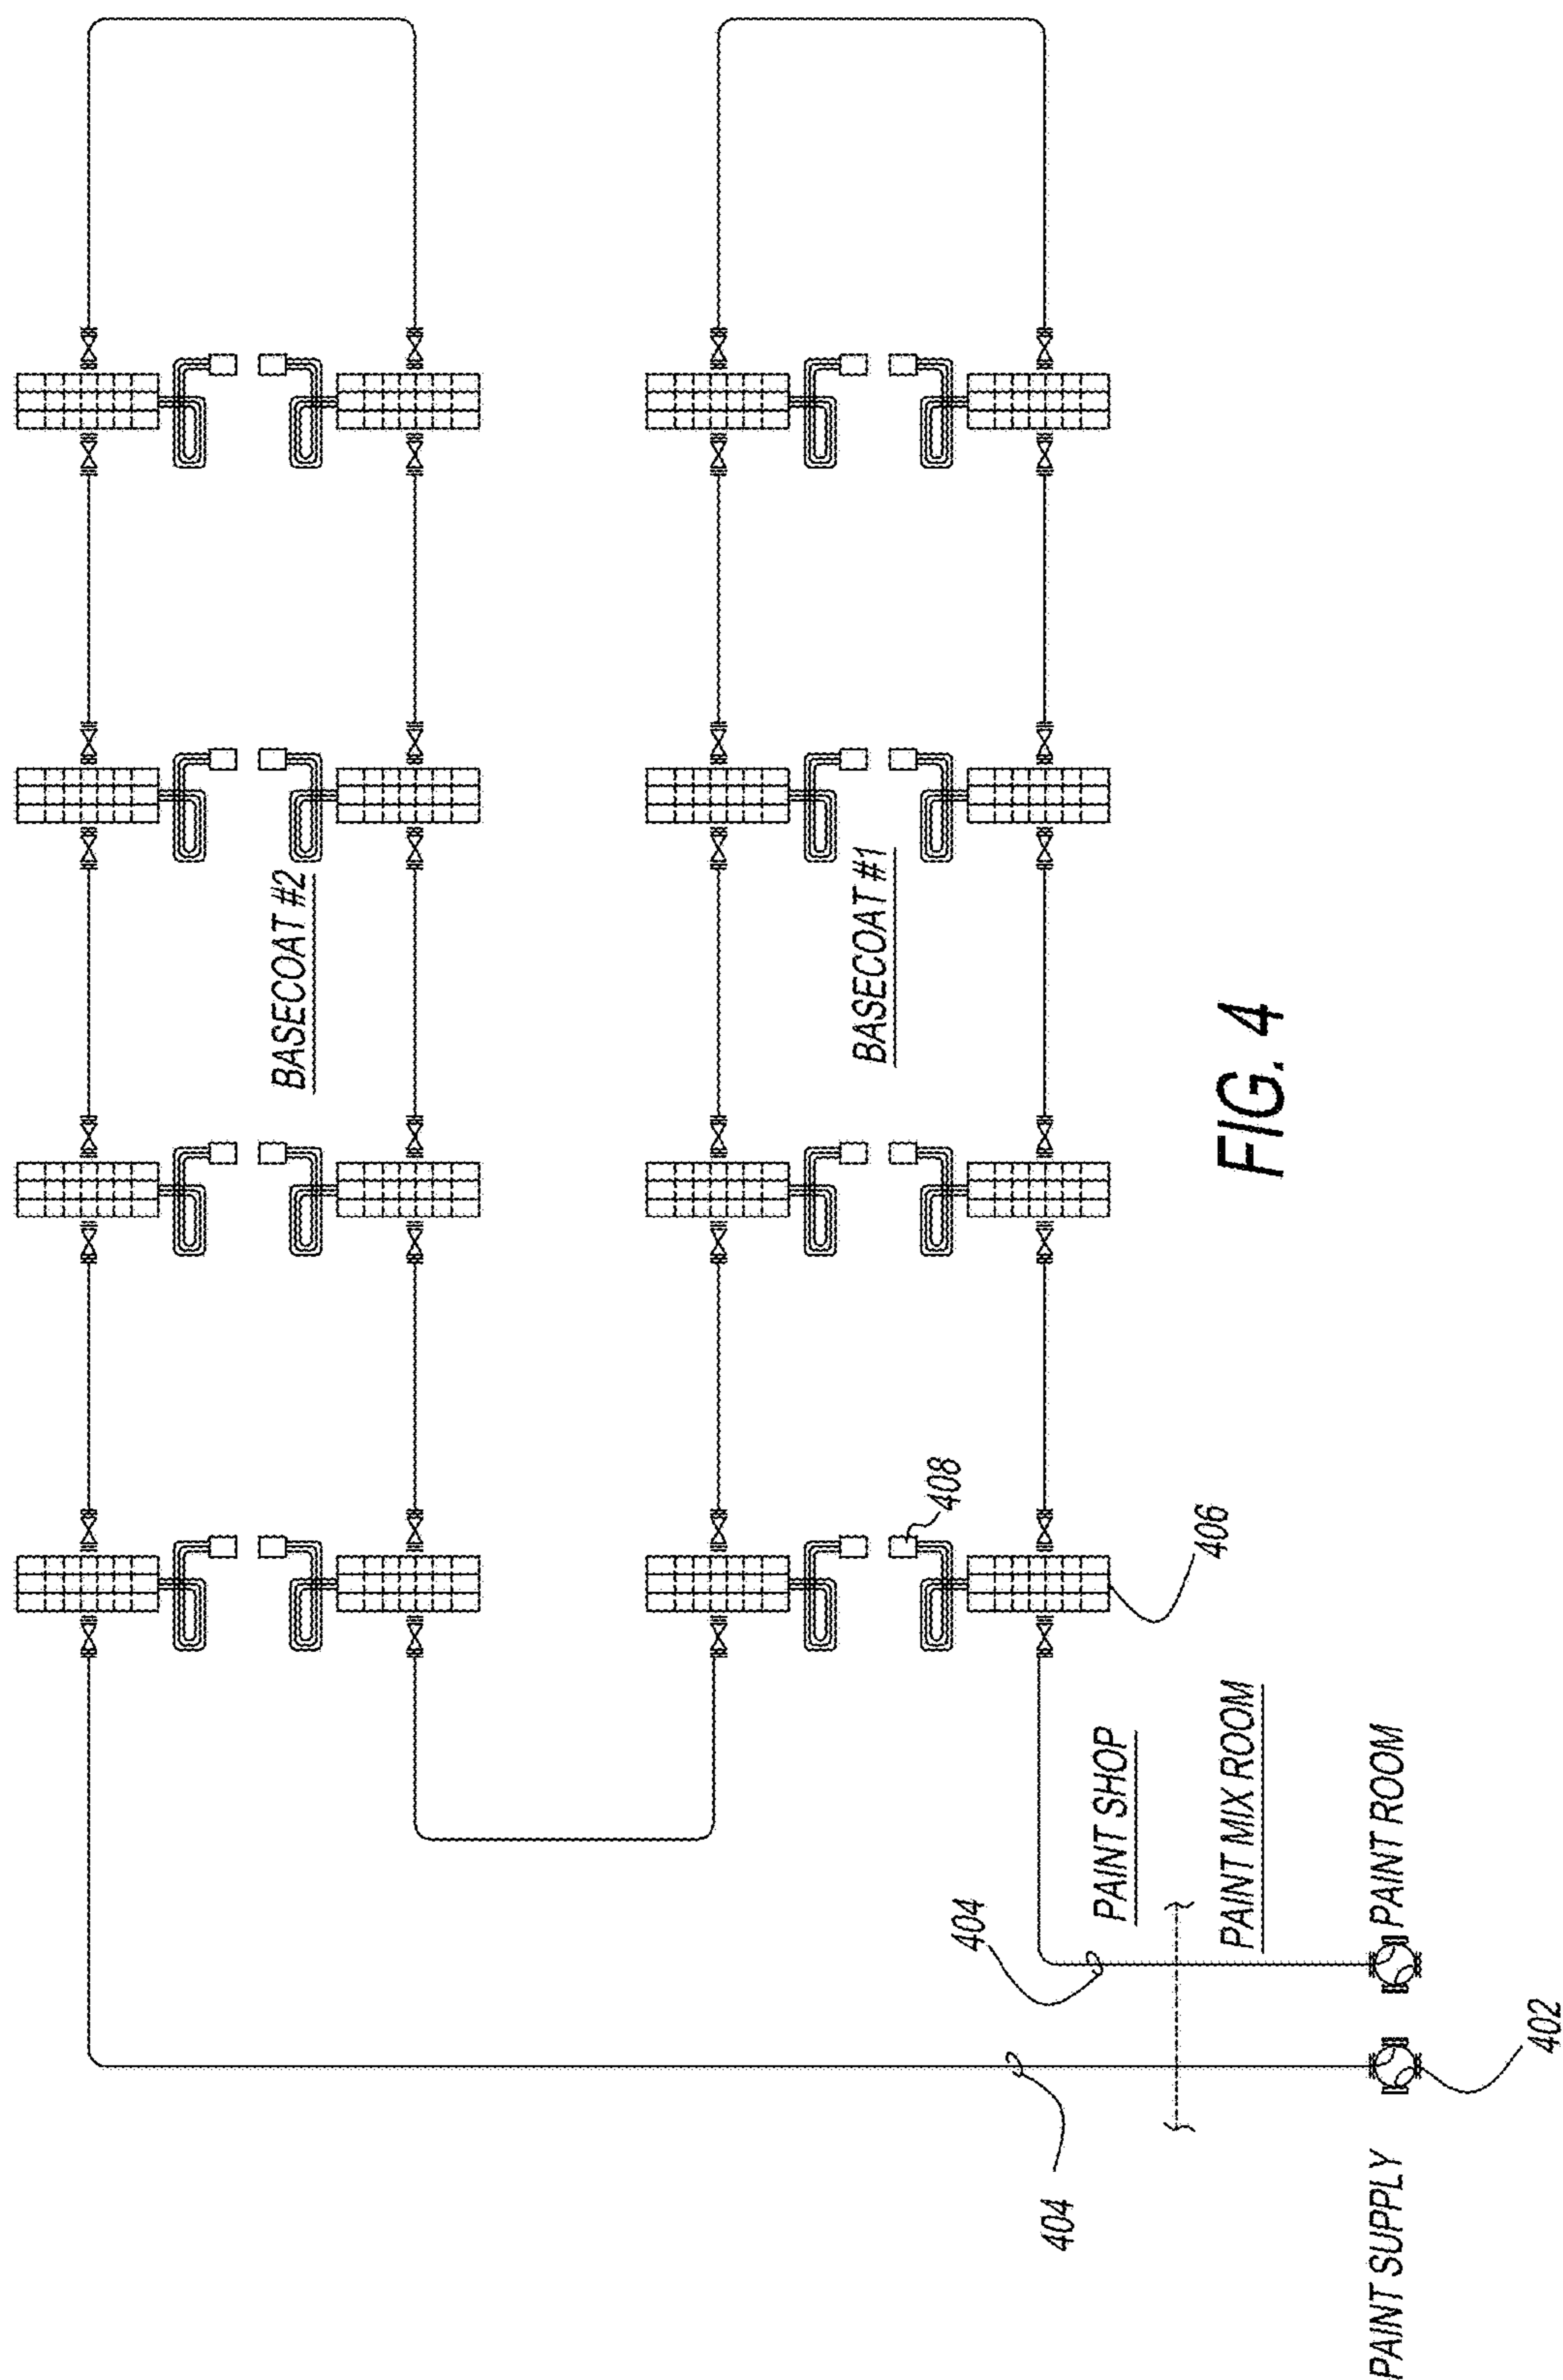 BASECOAT #2
BASECOAT #1
408
406
404
404
PAINT SHOP
PAINT MIX ROOM
PAINT ROOM
PAINT SUPPLY
402
FIG. 4